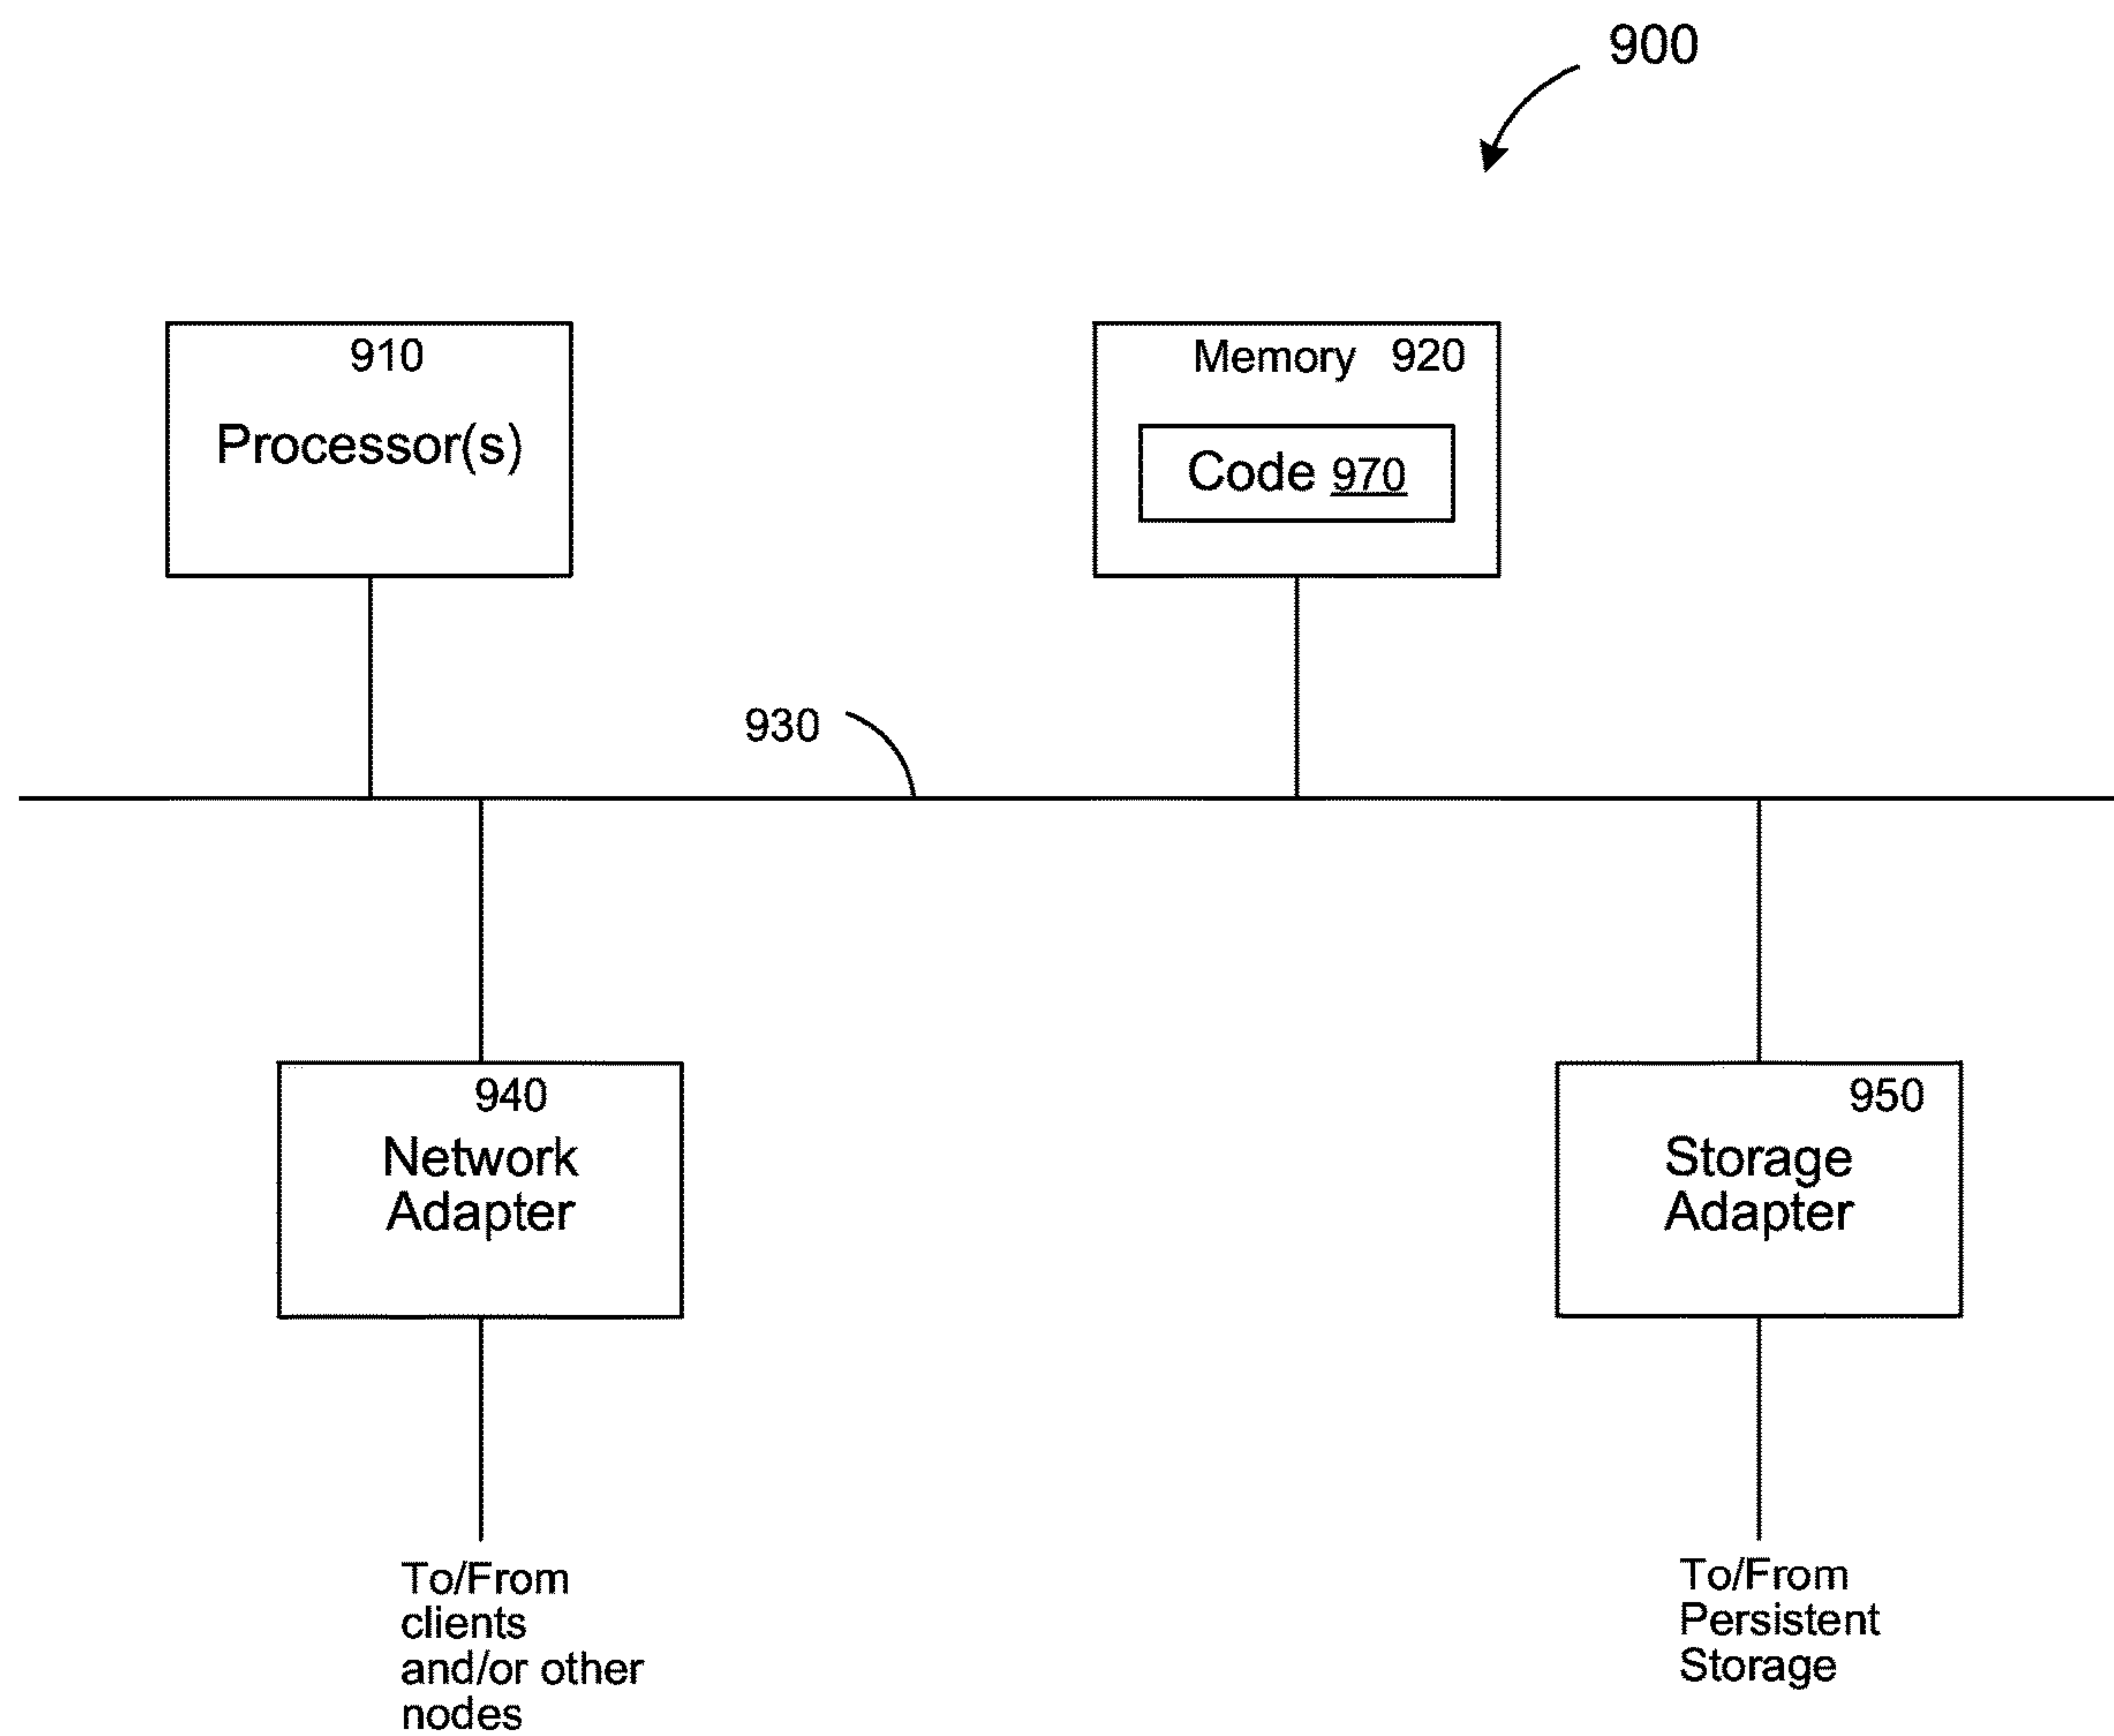 900
910
Processor(s)
Memory 920
Code 970
930
940
Network
Adapter
950
Storage
Adapter
To/From
clients
and/or other
nodes
To/From
Persistent
Storage